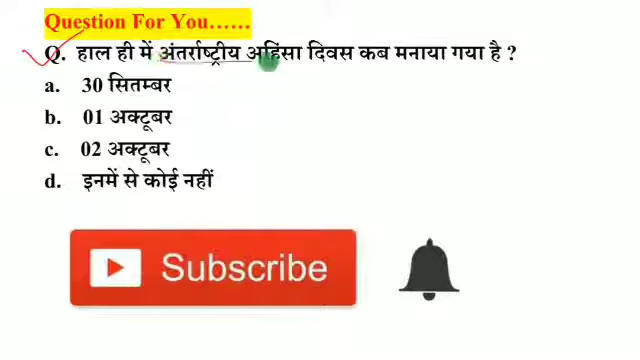 Question For You……
Q. हाल ही में अंतर्राष्ट्रीय अहिंसा दिवस कब मनाया गया है ?
a. 30 सितम्बर
b. 01 अक्टूबर
c. 02 अक्टूबर
d. इनमें से कोई नहीं
Subscribe